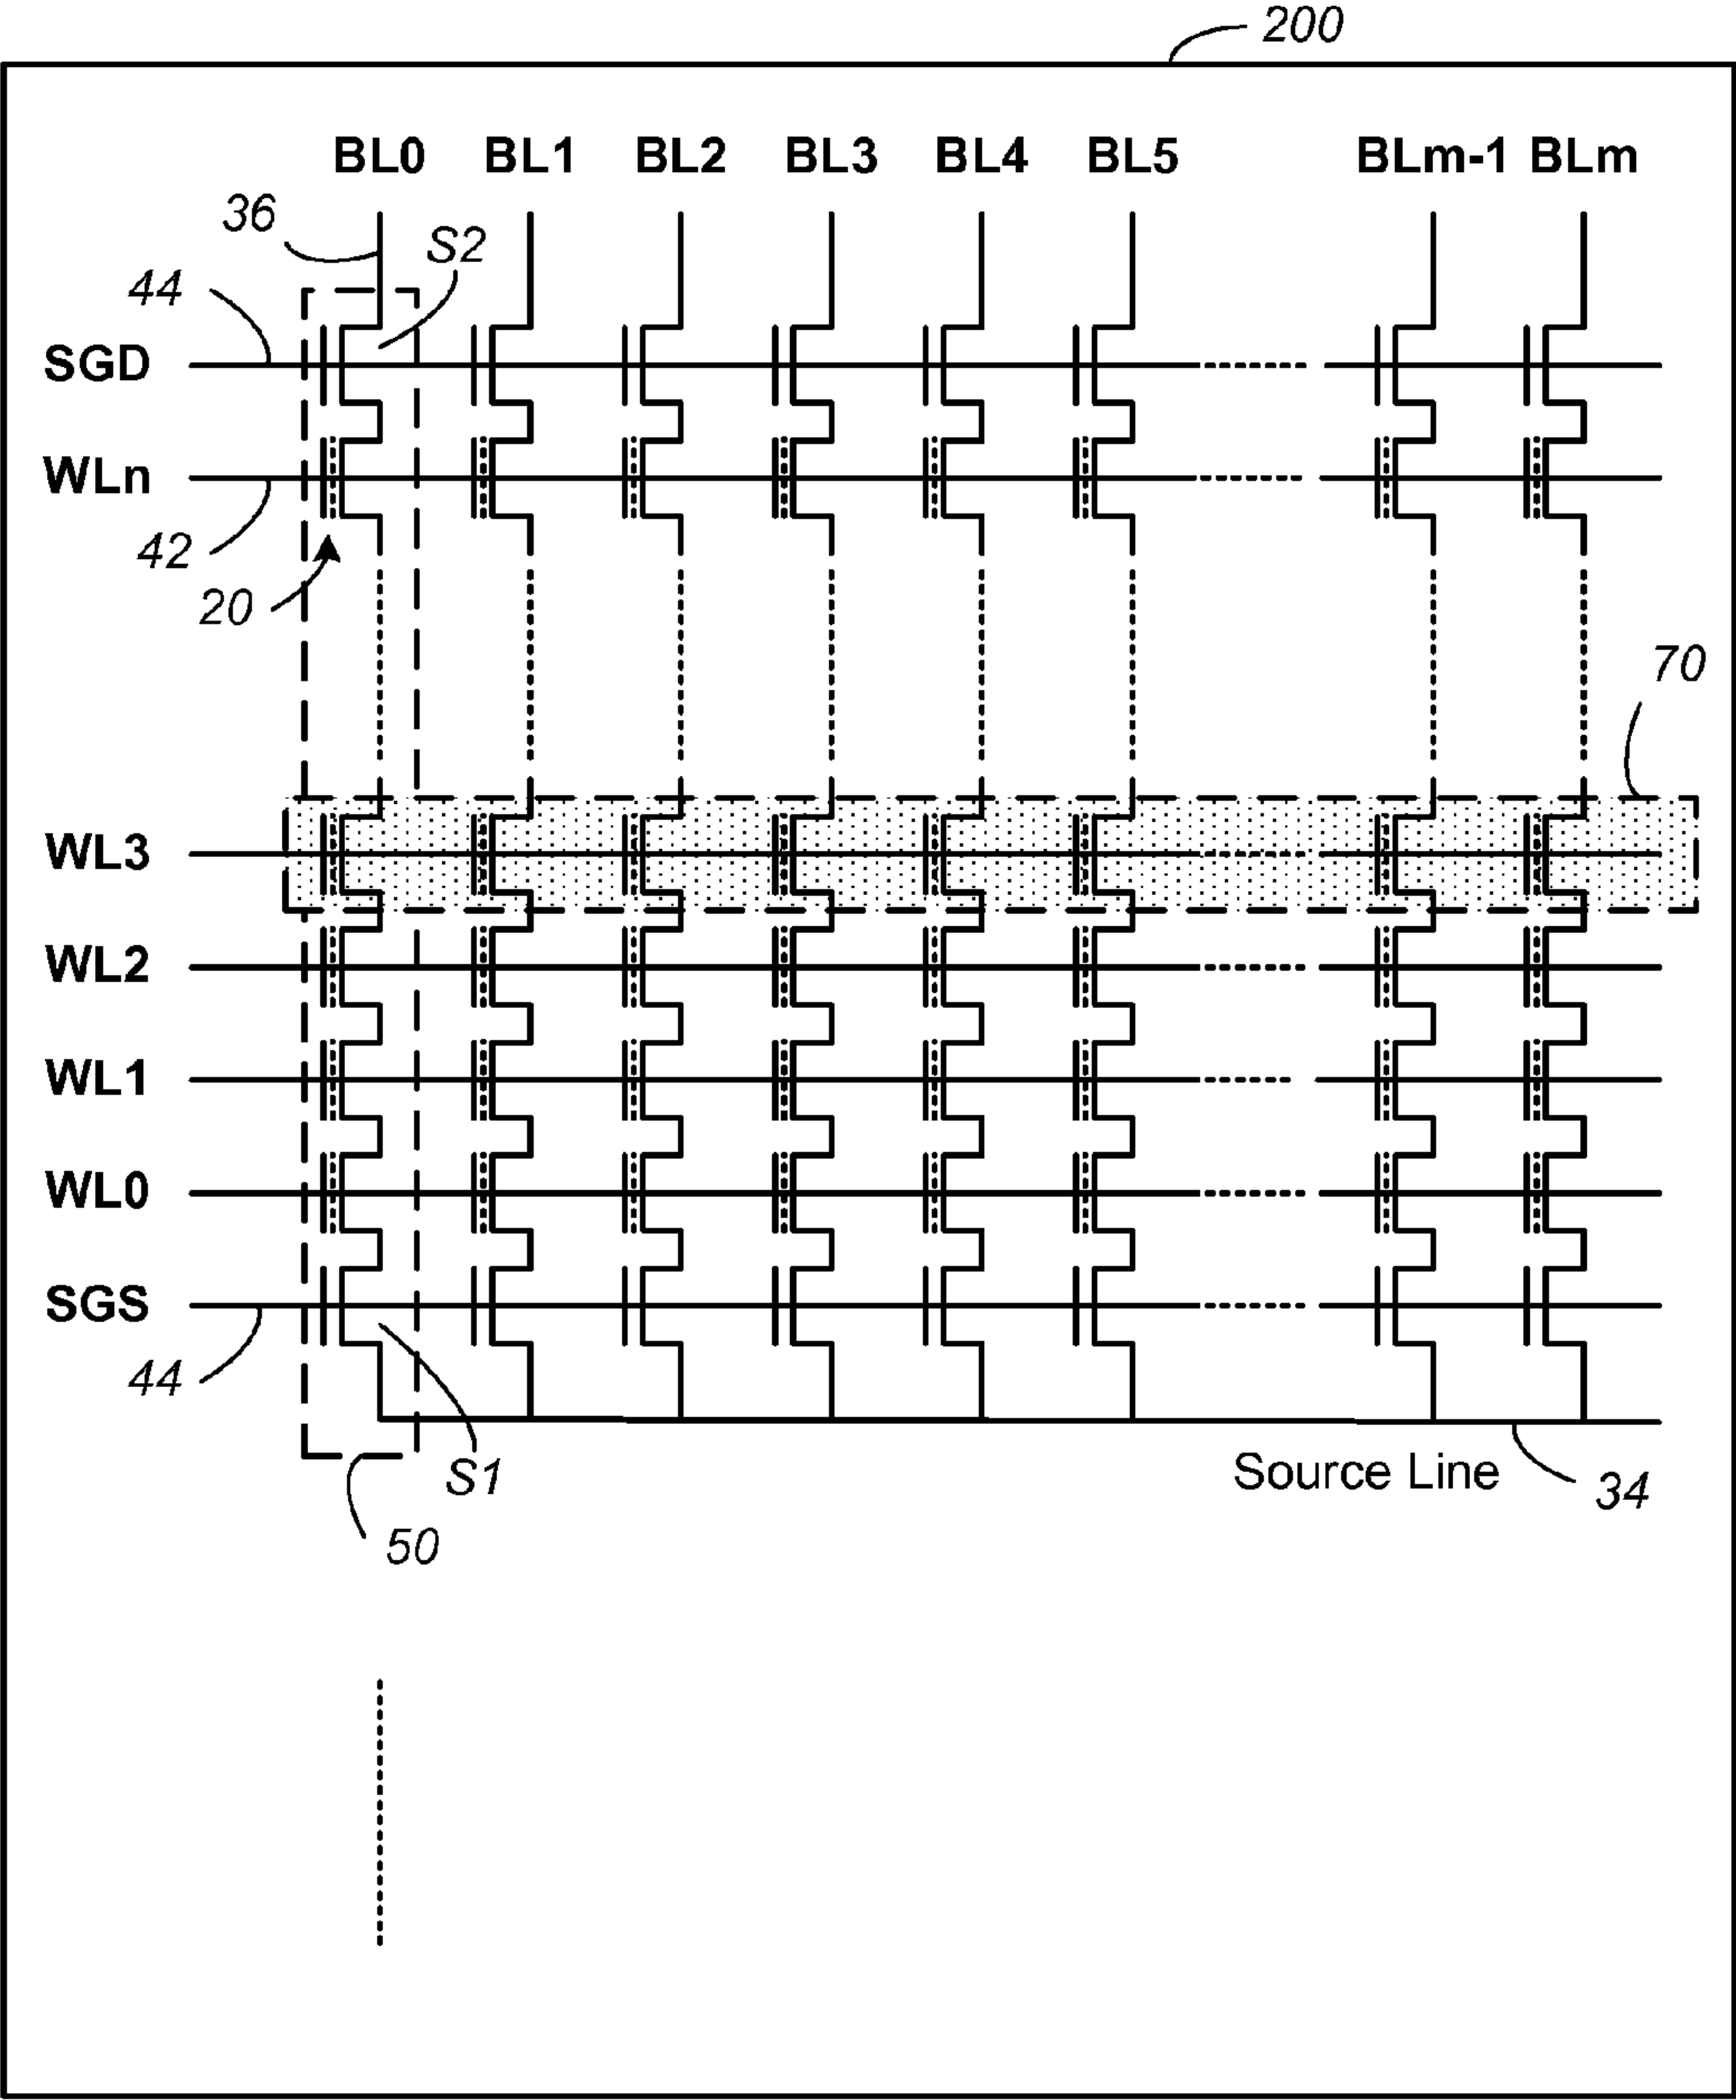 200
BL0 BL1 BL2 BL3 BL4 BL5 BLm-1 BLm
36
S2
44
SGD
WLn
42
20
70
WL3
WL2
WL1
WL0
SGS
44
S1
Source Line
34
50